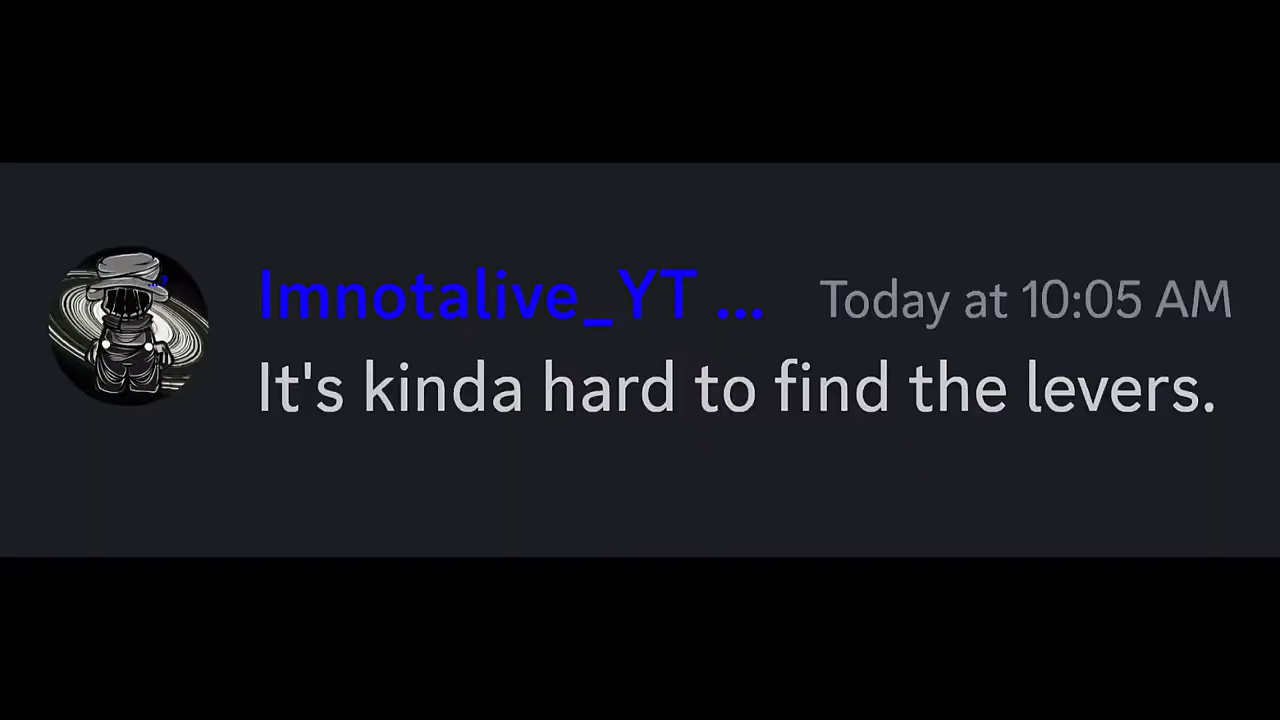 Imnotalive_YT ... Today at 10:05 AM
It's kinda hard to find the levers.